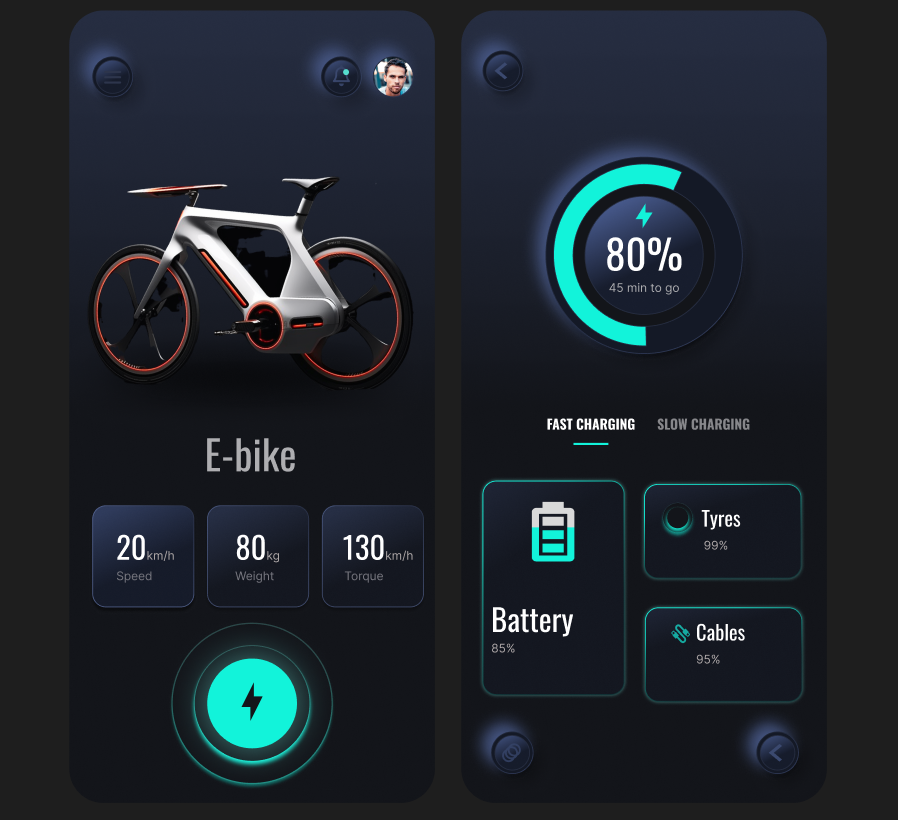 E-bike
20km/h
Speed
80kg
Weight
130km/h
Torque
80%
45 min to go
FAST CHARGING
SLOW CHARGING
Battery
85%
Tyres
99%
Cables
95%